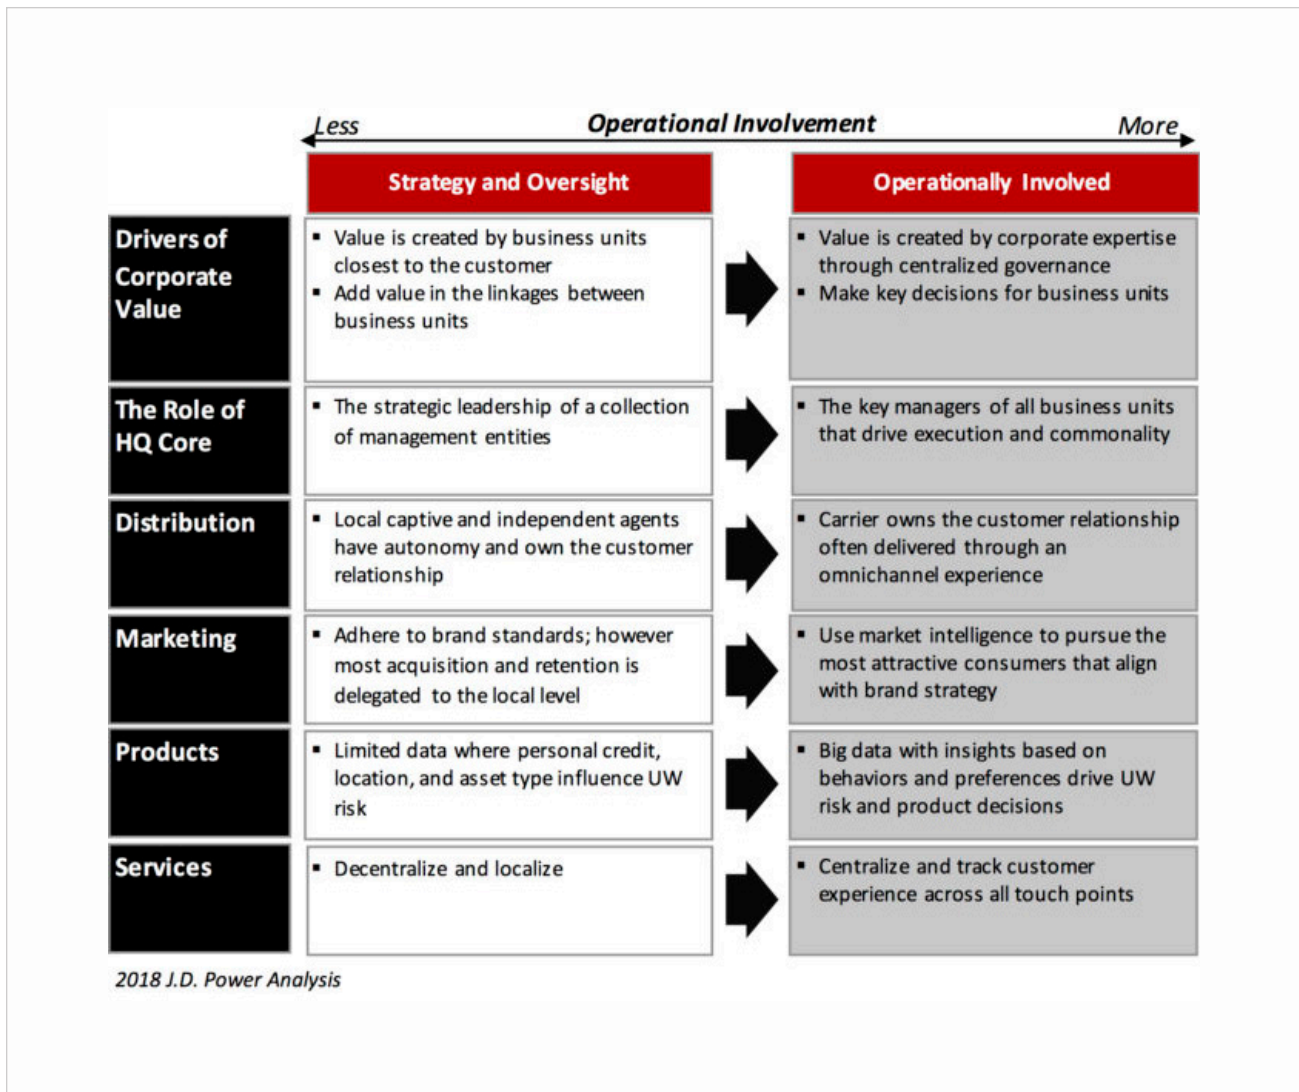 Less Operational Involvement More
Strategy and Oversight
Operationally Involved
Drivers of
Corporate
Value
▪ Value is created by business units
closest to the customer
▪ Add value in the linkages between
business units
▪ Value is created by corporate expertise
through centralized governance
▪ Make key decisions for business units
The Role of
HQ Core
▪ The strategic leadership of a collection
of management entities
▪ The key managers of all business units
that drive execution and commonality
Distribution
▪ Local captive and independent agents
have autonomy and own the customer
relationship
▪ Carrier owns the customer relationship
often delivered through an
omnichannel experience
Marketing
▪ Adhere to brand standards; however
most acquisition and retention is
delegated to the local level
▪ Use market intelligence to pursue the
most attractive consumers that align
with brand strategy
Products
▪ Limited data where personal credit,
location, and asset type influence UW
risk
▪ Big data with insights based on
behaviors and preferences drive UW
risk and product decisions
Services
▪ Decentralize and localize
▪ Centralize and track customer
experience across all touch points
2018 J.D. Power Analysis